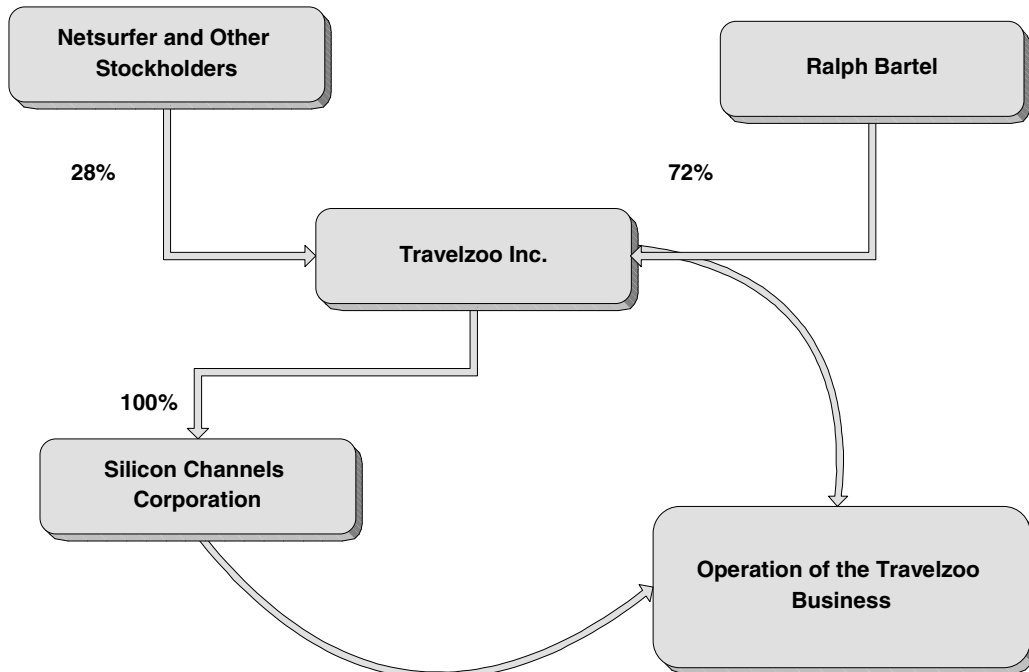 Netsurfer and Other
Stockholders
Ralph Bartel
28%
72%
Travelzoo Inc.
100%
Silicon Channels
Corporation
Operation of the Travelzoo
Business